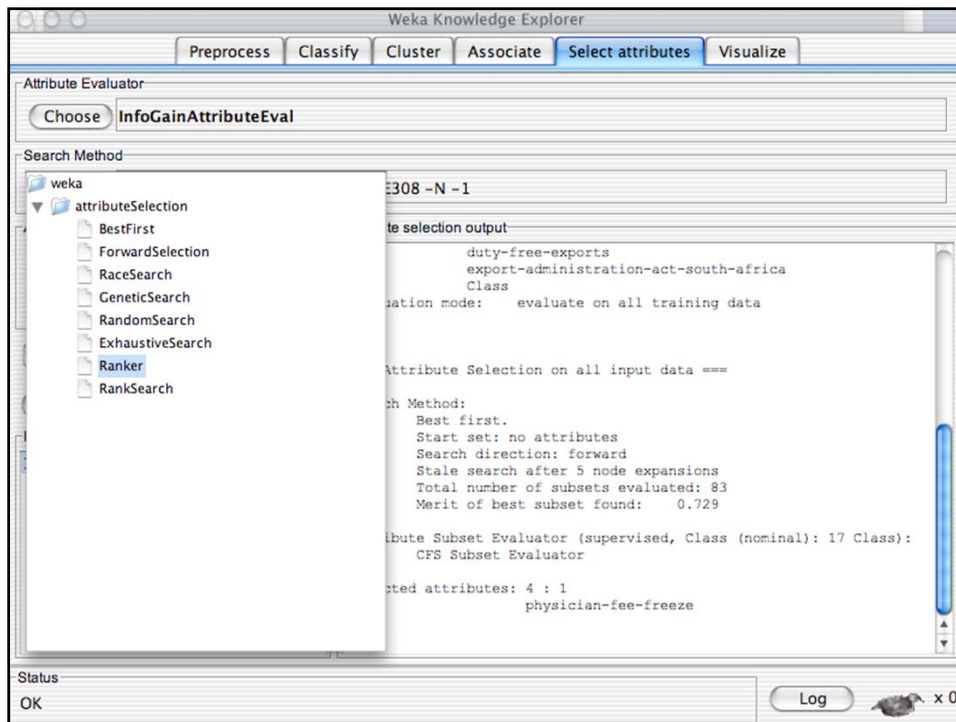 Weka Knowledge Explorer
Preprocess Classify Cluster Associate Select attributes Visualize
Attribute Evaluator
Choose InfoGainAttributeEval
Search Method
E308 -N -1
weka
attributeSelection
BestFirst
ForwardSelection
RaceSearch
GeneticSearch
RandomSearch
ExhaustiveSearch
Ranker
RankSearch
te selection output
duty-free-exports
export-administration-act-south-africa
Class
uation mode: evaluate on all training data
Attribute Selection on all input data ===
ch Method:
Best first.
Start set: no attributes
Search direction: forward
Stale search after 5 node expansions
Total number of subsets evaluated: 83
Merit of best subset found: 0.729
ibute Subset Evaluator (supervised, Class (nominal): 17 Class):
CFS Subset Evaluator
cted attributes: 4 : 1
physician-fee-freeze
Status
OK
Log
x 0